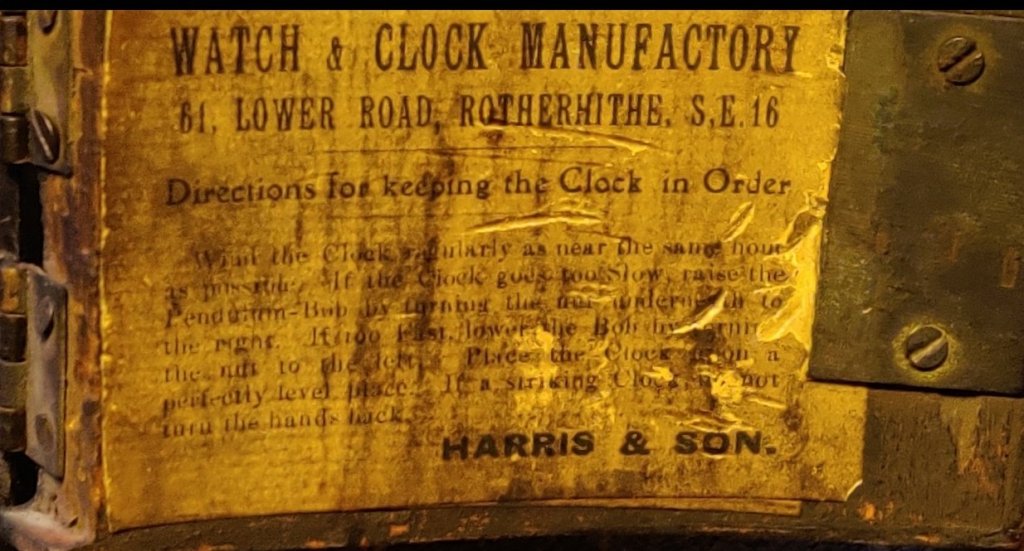 WATCH & CLOCK MANUFACTORY
61, LOWER ROAD, ROTHERHITHE, S.E.16
Directions for keeping the Clock in Order
Wind the Clock regularly as near the same hour
as possible. If the Clock goes too Slow, raise the
Pendulum-Bob by turning the nut underneath to
the right. If too Fast, lower the Bob by turning
the nut to the left. Place the Clock upon a
perfectly level place. If a striking Clock, do not
turn the hands back.
HARRIS & SON.